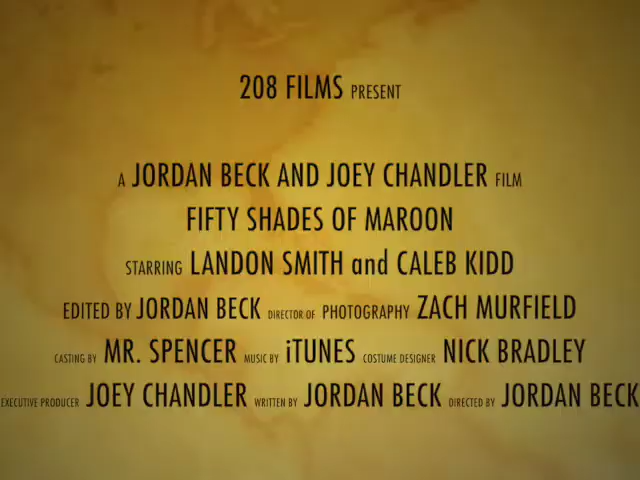 208 FILMS PRESENT
A JORDAN BECK AND JOEY CHANDLER FILM
FIFTY SHADES OF MAROON
STARRING LANDON SMITH and CALEB KIDD
EDITED BY JORDAN BECK DIRECTOR OF PHOTOGRAPHY ZACH MURFIELD
CASTING BY MR. SPENCER MUSIC BY iTUNES COSTUME DESIGNER NICK BRADLEY
EXECUTIVE PRODUCER JOEY CHANDLER WRITTEN BY JORDAN BECK DIRECTED BY JORDAN BECK